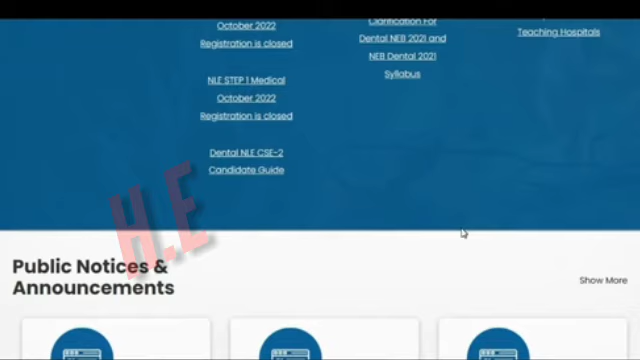 October 2022
Registration is closed
NLE STEP 1 Medical
October 2022
Registration is closed
Dental NLE CSE-2
Candidate Guide
Clarification For
Dental NEB 2021 and
NEB Dental 2021
Syllabus
Teaching Hospitals
H.E
Public Notices &
Announcements
Show More